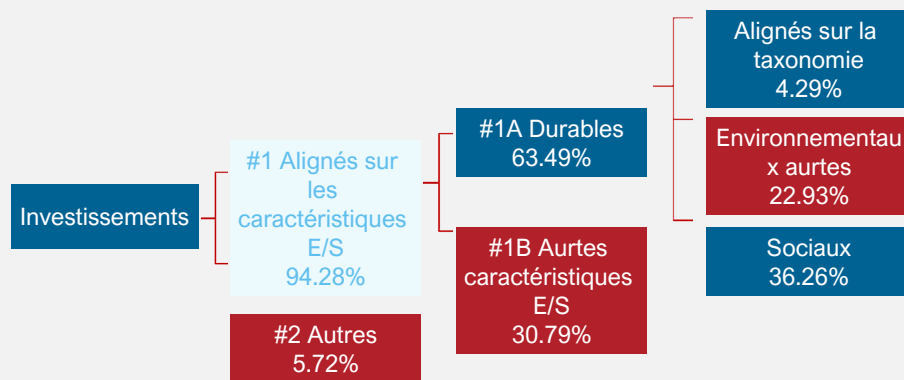 Investissements
#1 Alignés sur
les
caractéristiques
E/S
94.28%
#2 Autres
5.72%
#1A Durables
63.49%
#1B Aurtes
caractéristiques
E/S
30.79%
Alignés sur la
taxonomie
4.29%
Environnementau
x aurtes
22.93%
Sociaux
36.26%